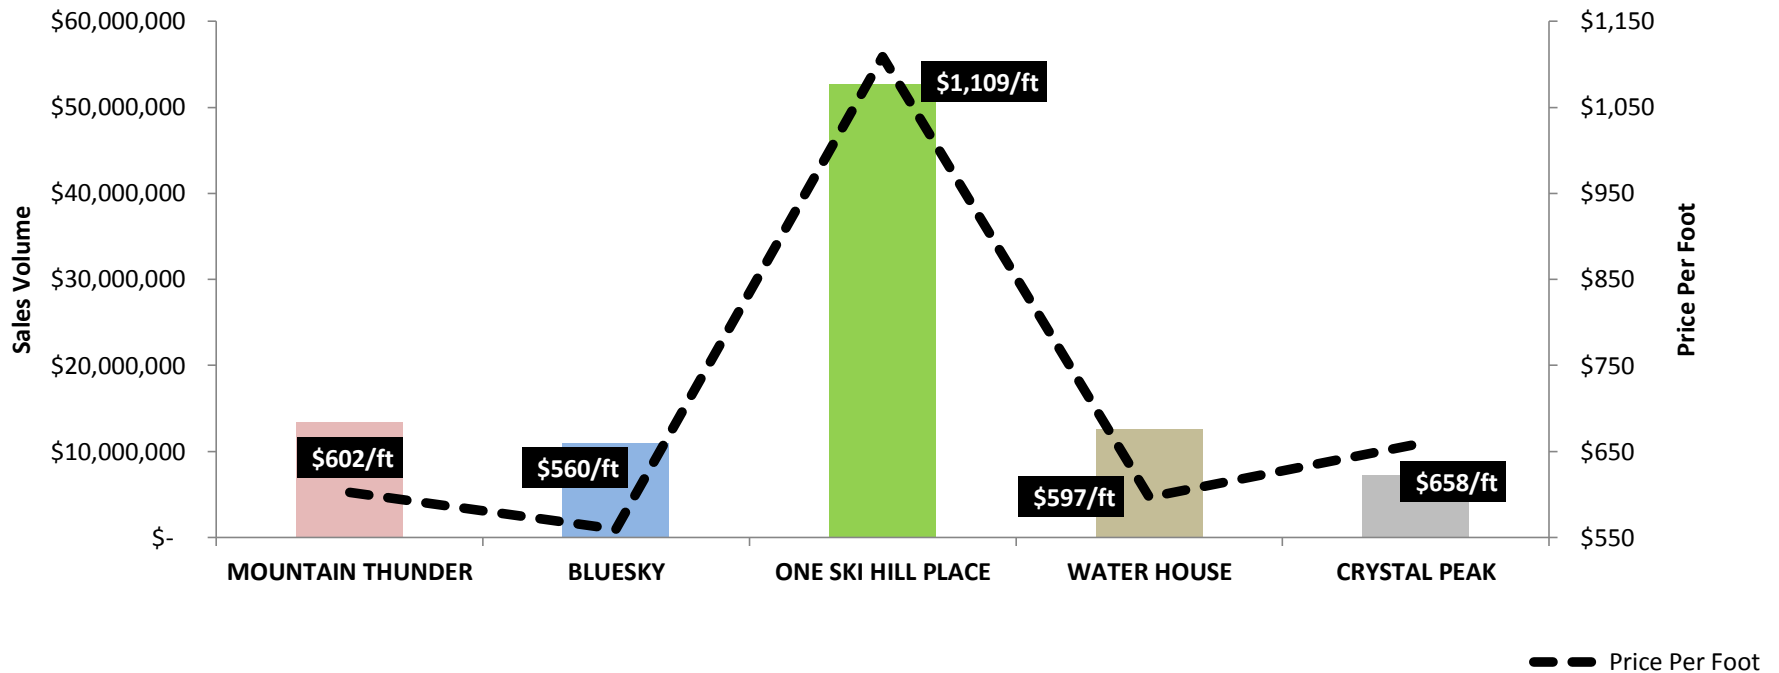 $60,000,000
$50,000,000
$40,000,000
$30,000,000
$20,000,000
$10,000,000
$-
Sales Volume
$1,150
$1,050
$950
$850
$750
$650
$550
Price Per Foot
$602/ft
$560/ft
$1,109/ft
$597/ft
$658/ft
MOUNTAIN THUNDER
BLUESKY
ONE SKI HILL PLACE
WATER HOUSE
CRYSTAL PEAK
Price Per Foot